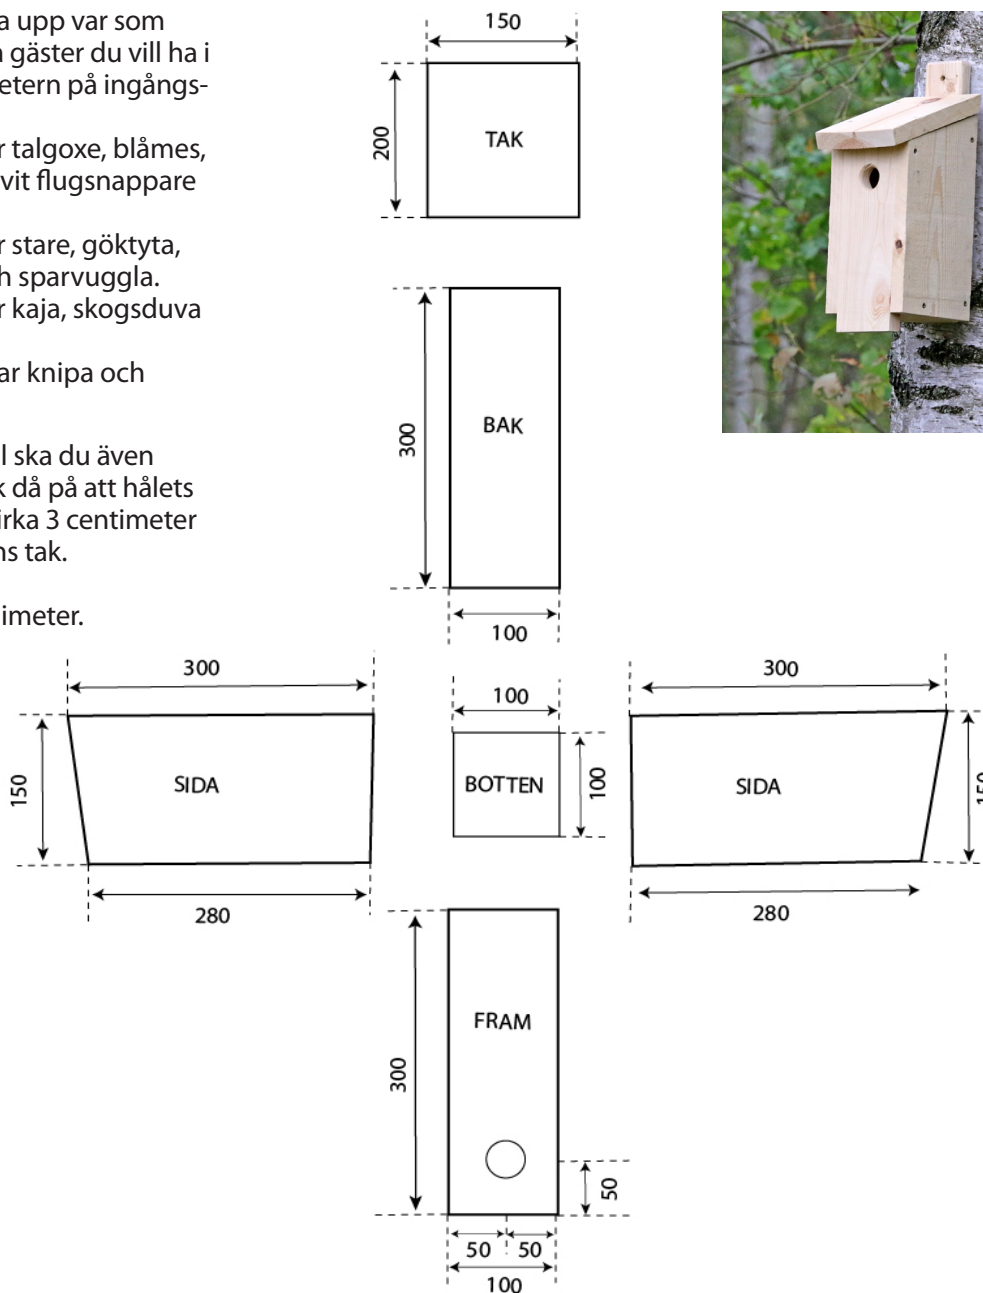 a upp var som
gäster du vill ha i
etern på ingångs-
r talgoxe, blåmes,
vit flugsnappare
r stare, göktyta,
h sparvuggla.
r kaja, skogsduva
ar knipa och
l ska du även
k då på att hålets
irka 3 centimeter
ns tak.
imeter.
150
200
TAK
300
BAK
100
300
150
SIDA
280
100
BOTTEN
100
300
SIDA
150
280
300
FRAM
50
50
50
100